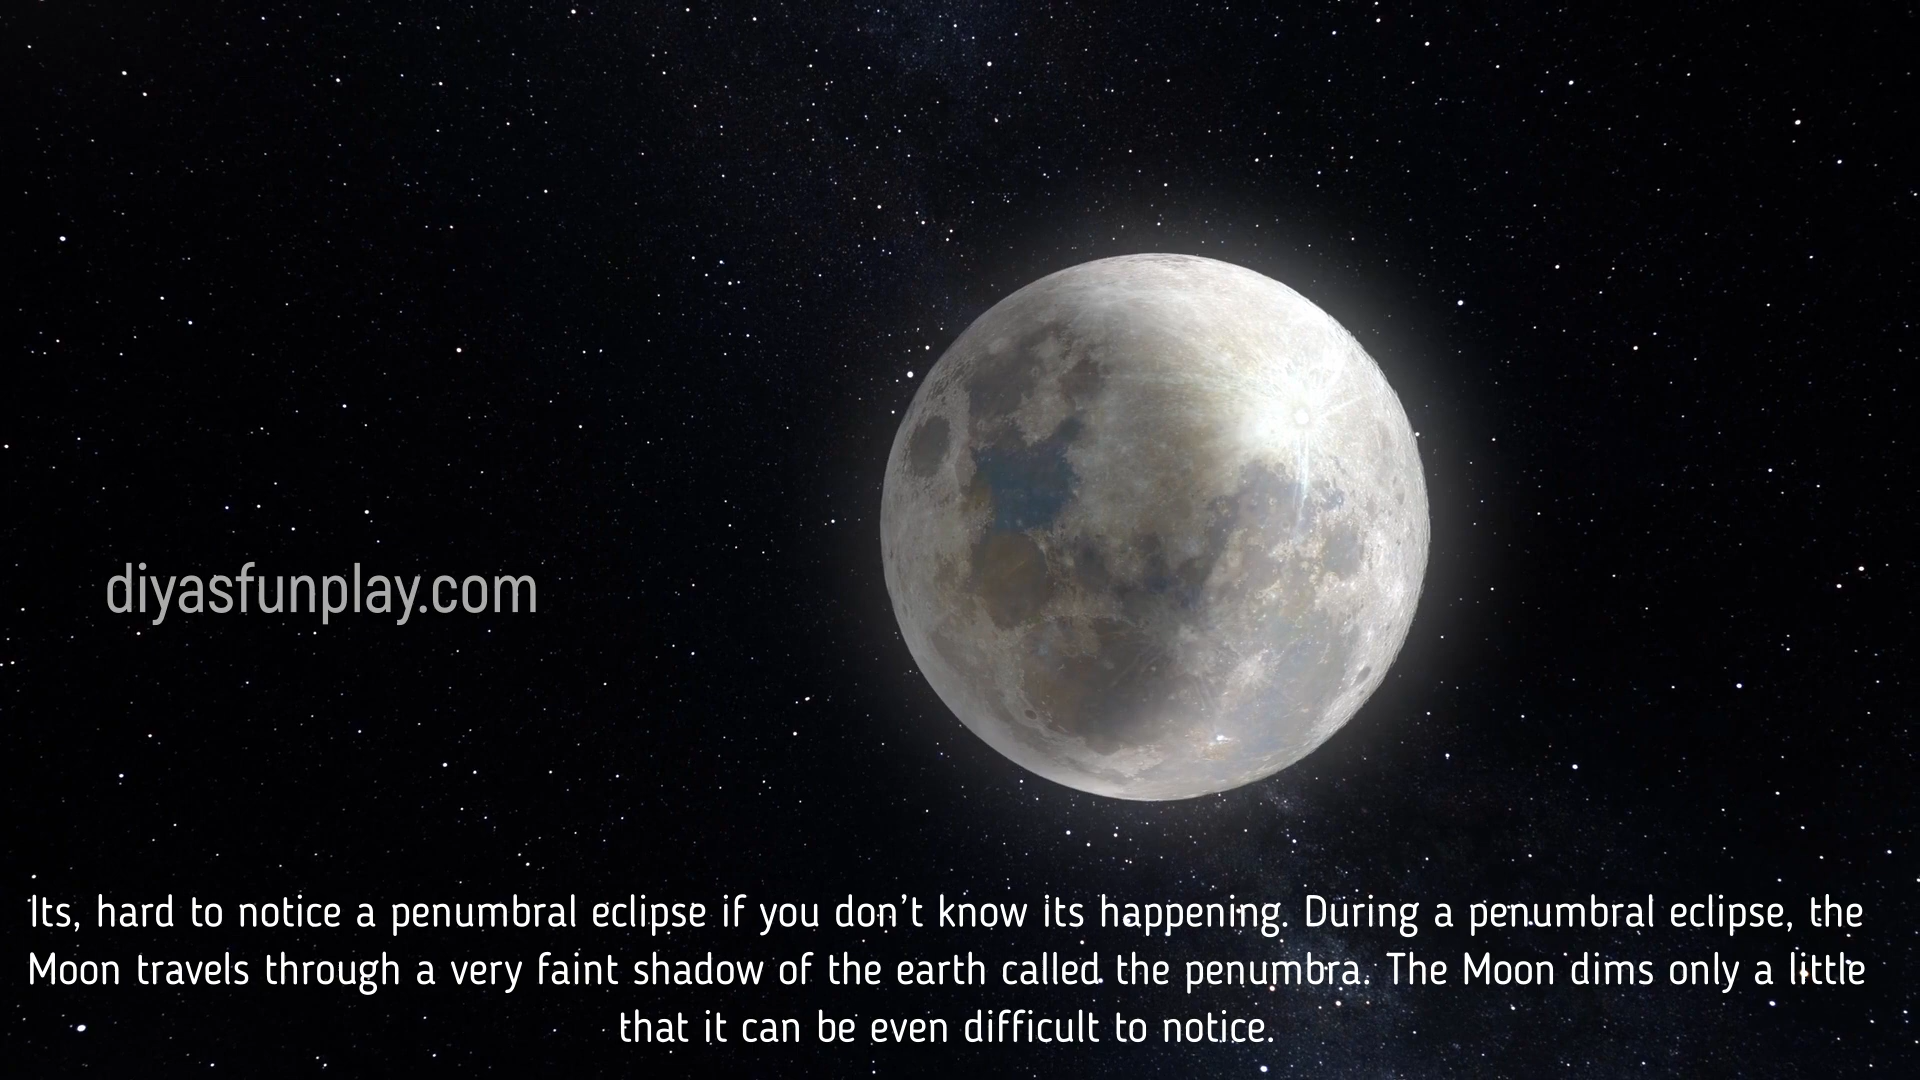 diyasfunplay.com
Its, hard to notice a penumbral eclipse if you don’t know its happening. During a penumbral eclipse, the
Moon travels through a very faint shadow of the earth called the penumbra. The Moon dims only a little
that it can be even difficult to notice.